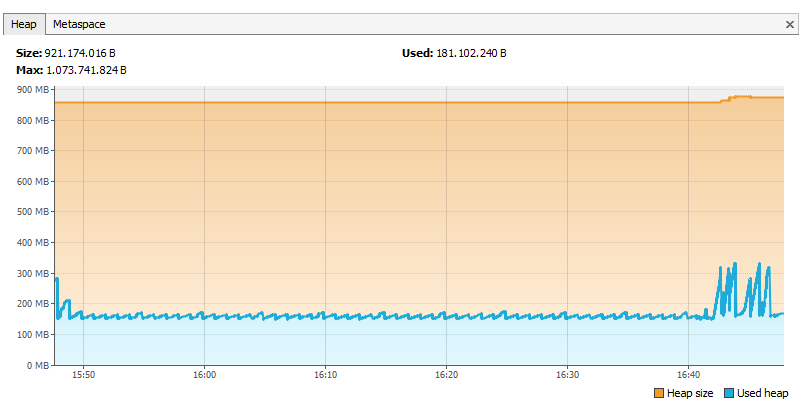 Heap Metaspace
Size: 921.174.016 B Used: 181.102.240 B
Max: 1.073.741.824 B
900 MB
800 MB
700 MB
600 MB
500 MB
400 MB
300 MB
200 MB
100 MB
0 MB
15:50 16:00 16:10 16:20 16:30 16:40
Heap size Used heap